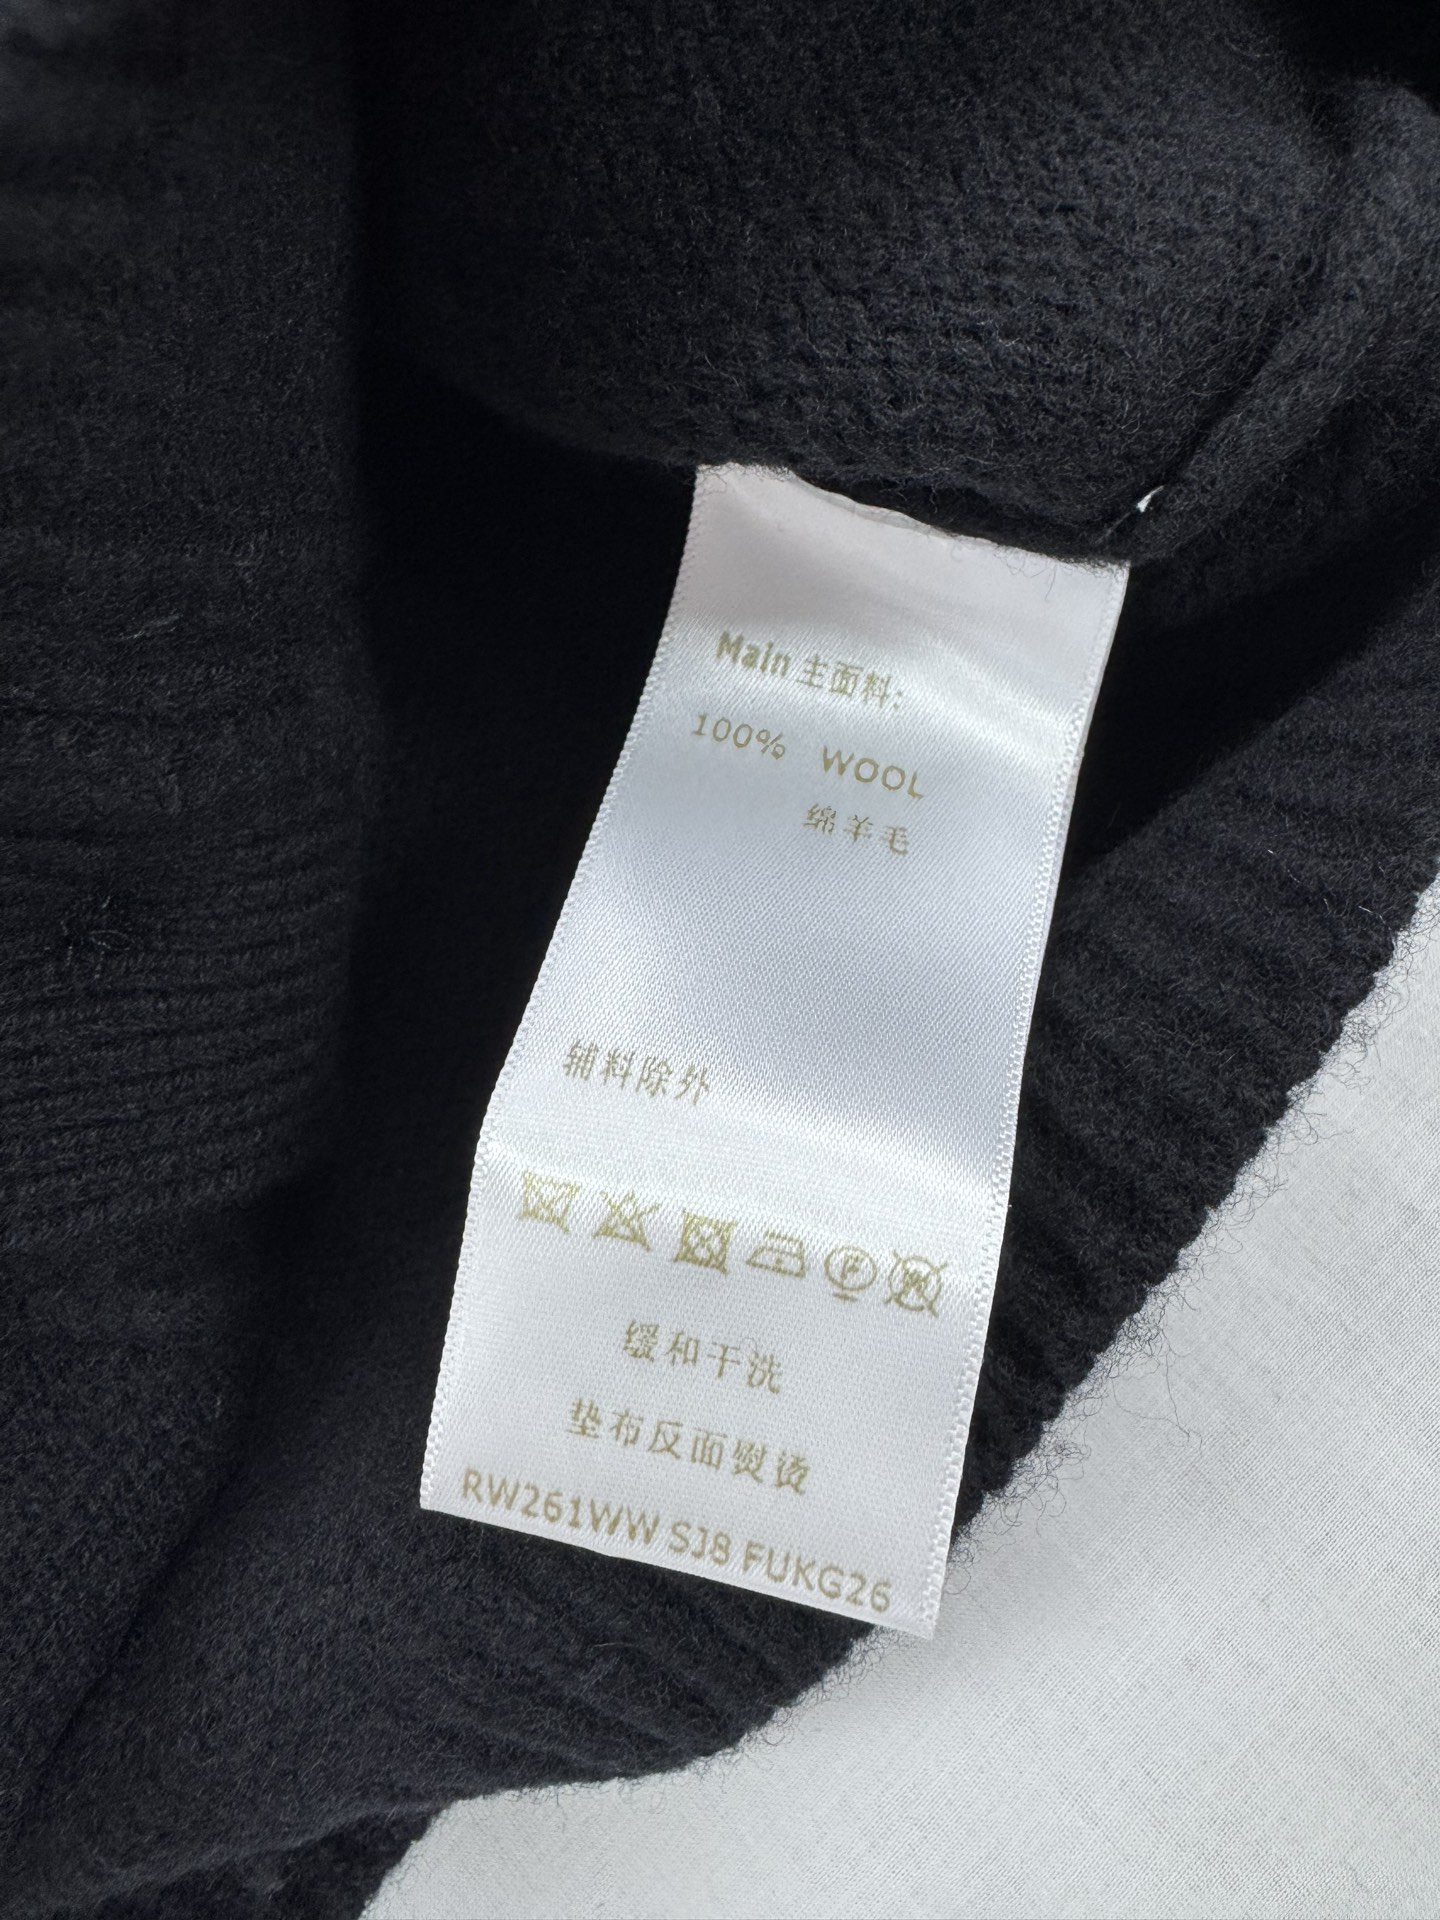 Main 主面料:
100% WOOL
绵羊毛
辅料除外
F W
缓和干洗
垫布反面熨烫
RW261WW SJ8 FUKG26